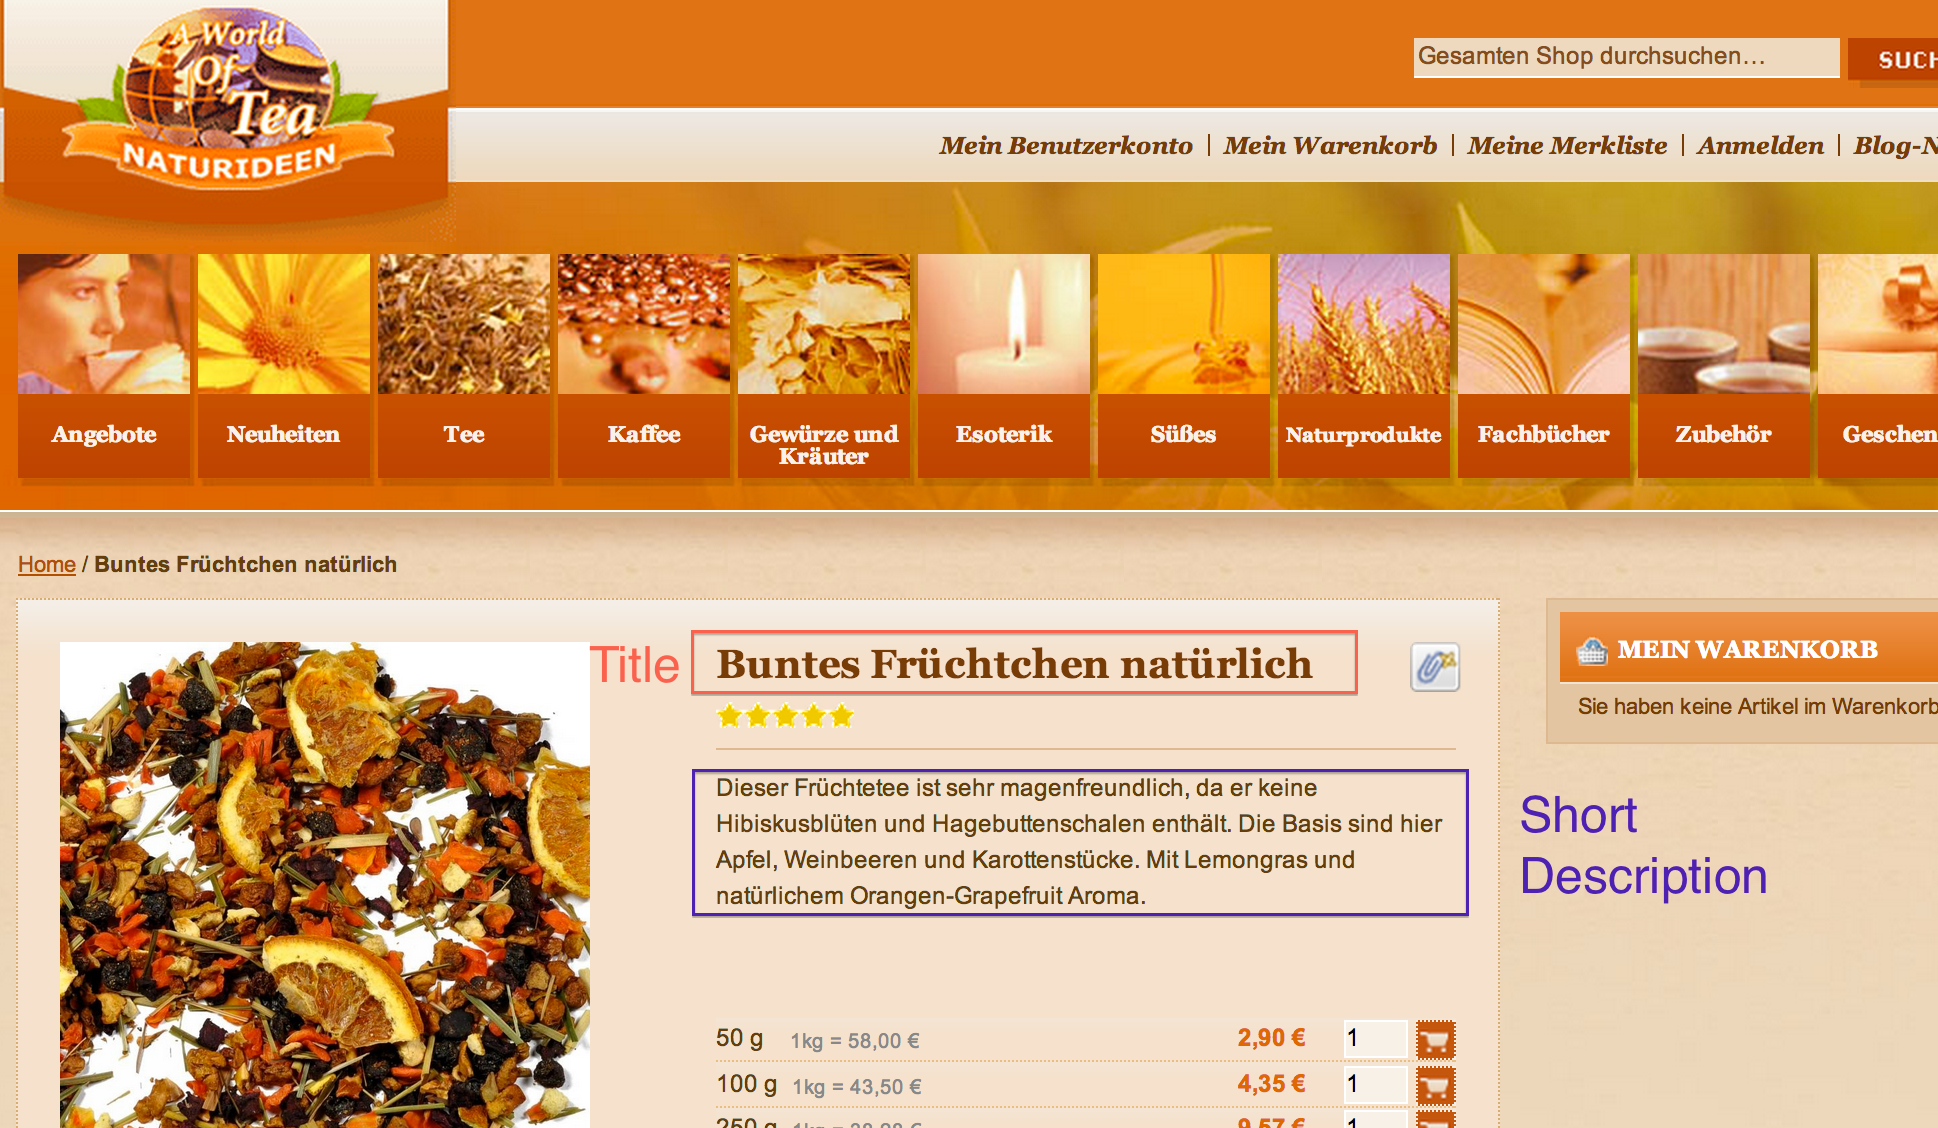 A World
Of
Tea
NATURIDEEN
Gesamten Shop durchsuchen...
Mein Benutzerkonto | Mein Warenkorb | Meine Merkliste | Anmelden |
Angebote
Neuheiten
Tee
Kaffee
Gewürze und
Kräuter
Esoterik
Süßes
Naturprodukte
Fachbücher
Zubehör
Home / Buntes Früchtchen natürlich
Title
Buntes Früchtchen natürlich
MEIN WARENKORB
Sie haben keine Artikel im Warenkorb
Dieser Früchtetee ist sehr magenfreundlich, da er keine
Hibiskusblüten und Hagebuttenschalen enthält. Die Basis sind hier
Apfel, Weinbeeren und Karottenstücke. Mit Lemongras und
natürlichem Orangen-Grapefruit Aroma.
Short
Description
50 g 1kg = 58,00 € 2,90 € 1
100 g 1kg = 43,50 € 4,35 € 1
250 g 9,57 € 1